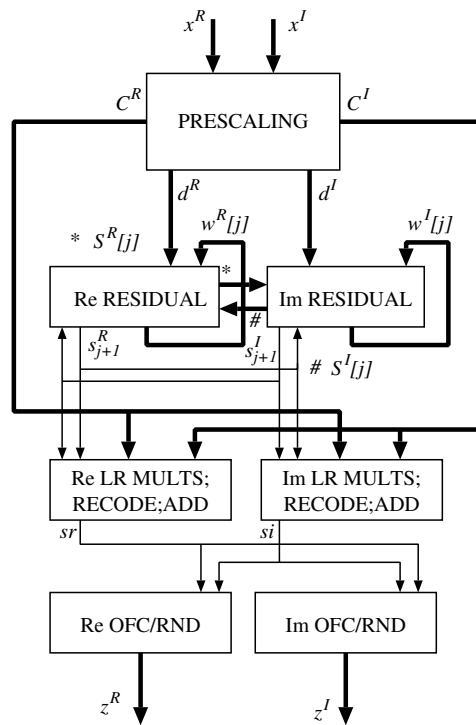 x^R x^I
C^R C^I
PRESCALING
d^R d^I
* S^R[j] w^R[j] w^I[j]
*
Re RESIDUAL Im RESIDUAL
#
s^R_{j+1} s^I_{j+1} # S^I[j]
Re LR MULTS; Im LR MULTS;
RECODE;ADD RECODE;ADD
sr si
Re OFC/RND Im OFC/RND
z^R z^I